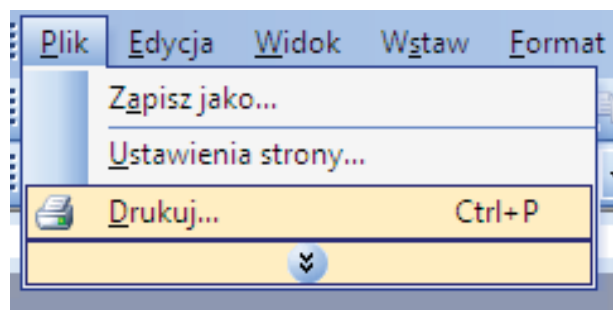 Plik Edycja Widok Wstaw Format
Zapisz jako...
Ustawienia strony...
Drukuj... Ctrl+P